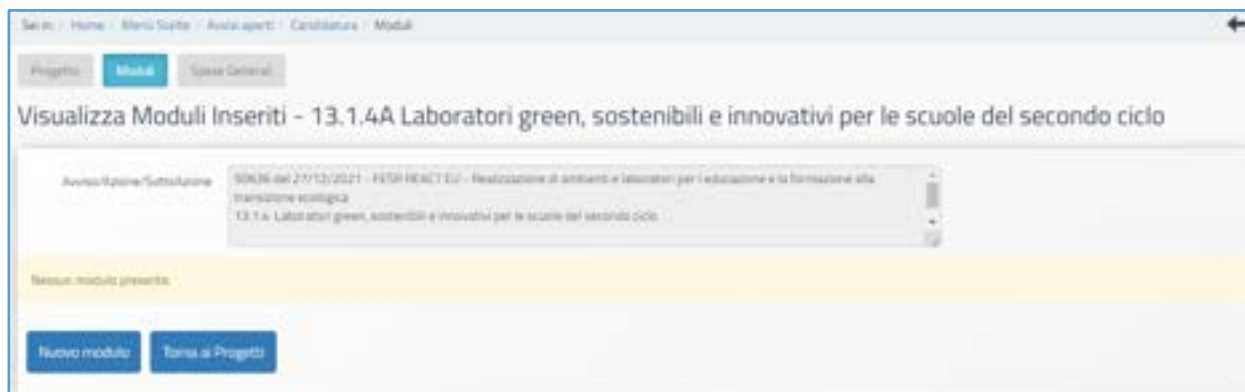 Sei in: Home Menù Scelte Avvisi aperti Candidatura Moduli
Progetto Moduli Spese Generali
Visualizza Moduli Inseriti - 13.1.4A Laboratori green, sostenibili e innovativi per le scuole del secondo ciclo
Avviso/Azione/SottoAzione
50636 del 27/12/2021 - FESR REACT EU - Realizzazione di ambienti e laboratori per l educazione e la formazione alla
transizione ecologica
13.1.4 Laboratori green, sostenibili e innovativi per le scuole del secondo ciclo
Nessun modulo presente.
Nuovo modulo Torna ai Progetti